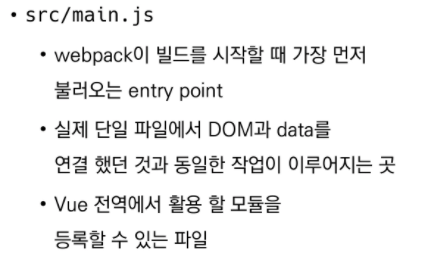 • src/main.js
• webpack이 빌드를 시작할 때 가장 먼저
불러오는 entry point
• 실제 단일 파일에서 DOM과 data를
연결 했던 것과 동일한 작업이 이루어지는 곳
• Vue 전역에서 활용 할 모듈을
등록할 수 있는 파일